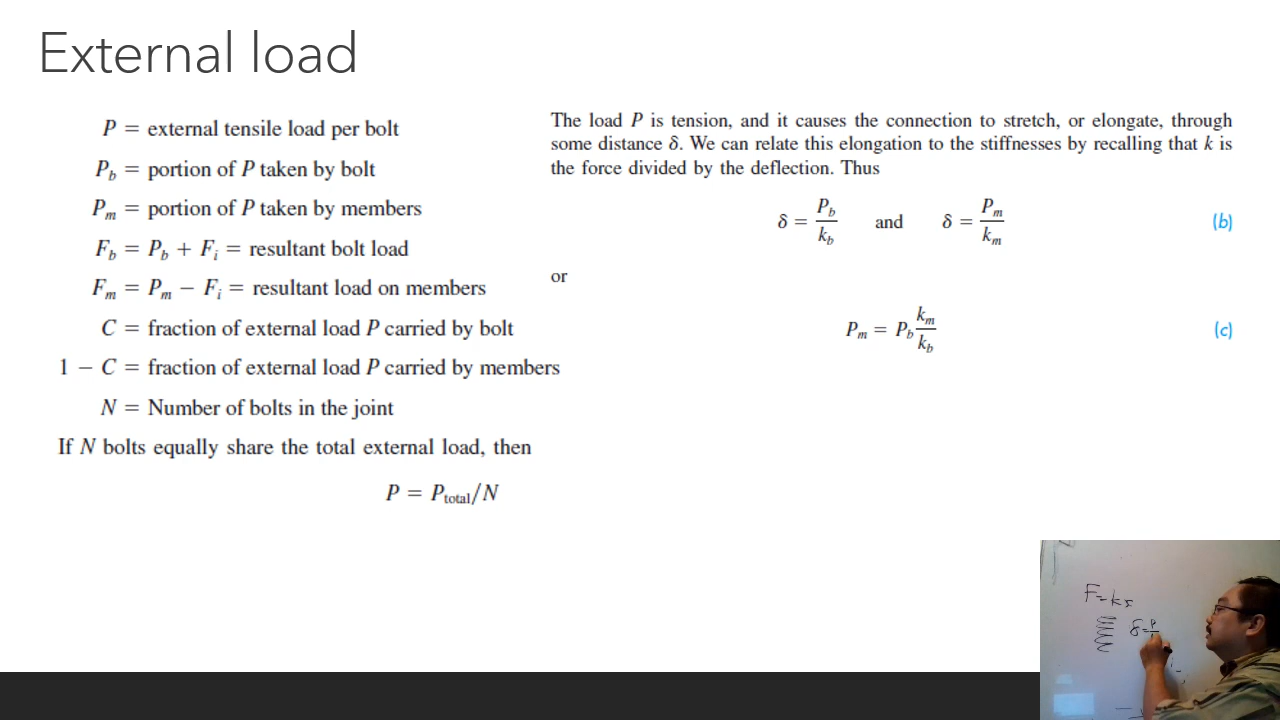 External load
P = external tensile load per bolt
P_b = portion of P taken by bolt
P_m = portion of P taken by members
F_b = P_b + F_i = resultant bolt load
F_m = P_m − F_i = resultant load on members
C = fraction of external load P carried by bolt
1 − C = fraction of external load P carried by members
N = Number of bolts in the joint
If N bolts equally share the total external load, then
P = P_total/N
The load P is tension, and it causes the connection to stretch, or elongate, through
some distance δ. We can relate this elongation to the stiffnesses by recalling that k is
the force divided by the deflection. Thus
δ = P_b/k_b and δ = P_m/k_m (b)
or
P_m = P_b k_m/k_b (c)
F=kδ
δ=P